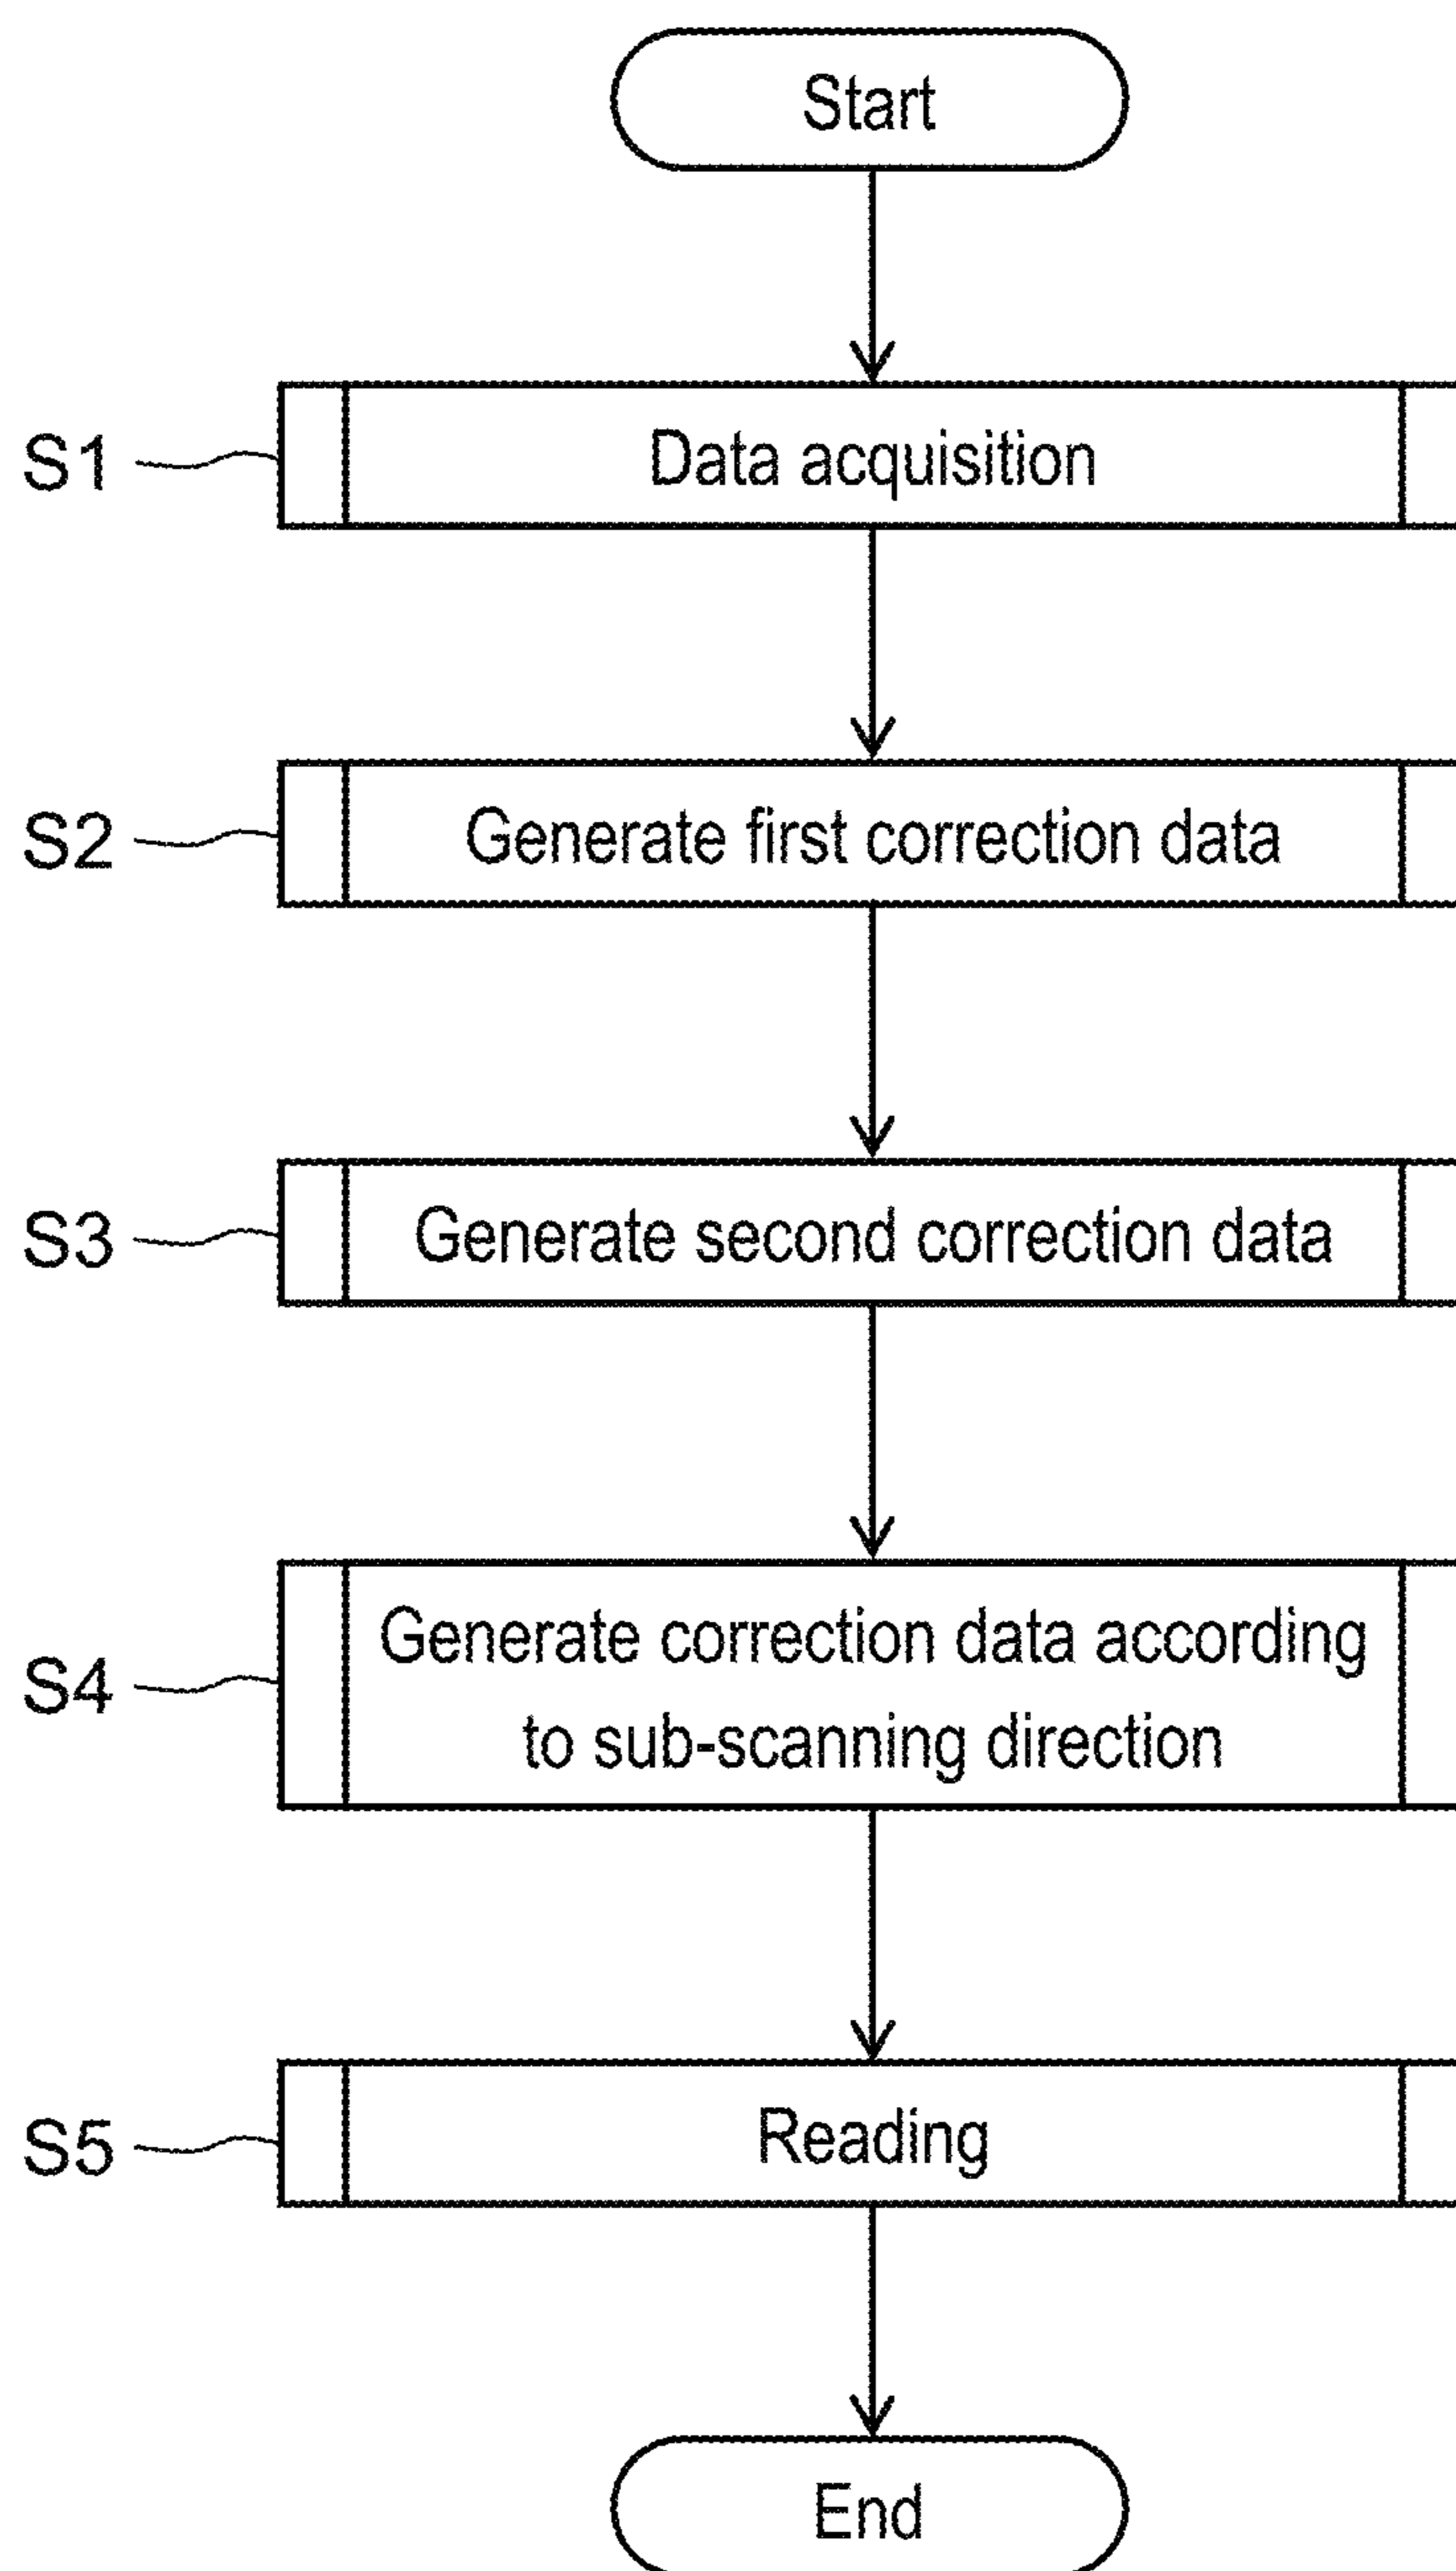 Start
S1 Data acquisition
S2 Generate first correction data
S3 Generate second correction data
S4 Generate correction data according
to sub-scanning direction
S5 Reading
End